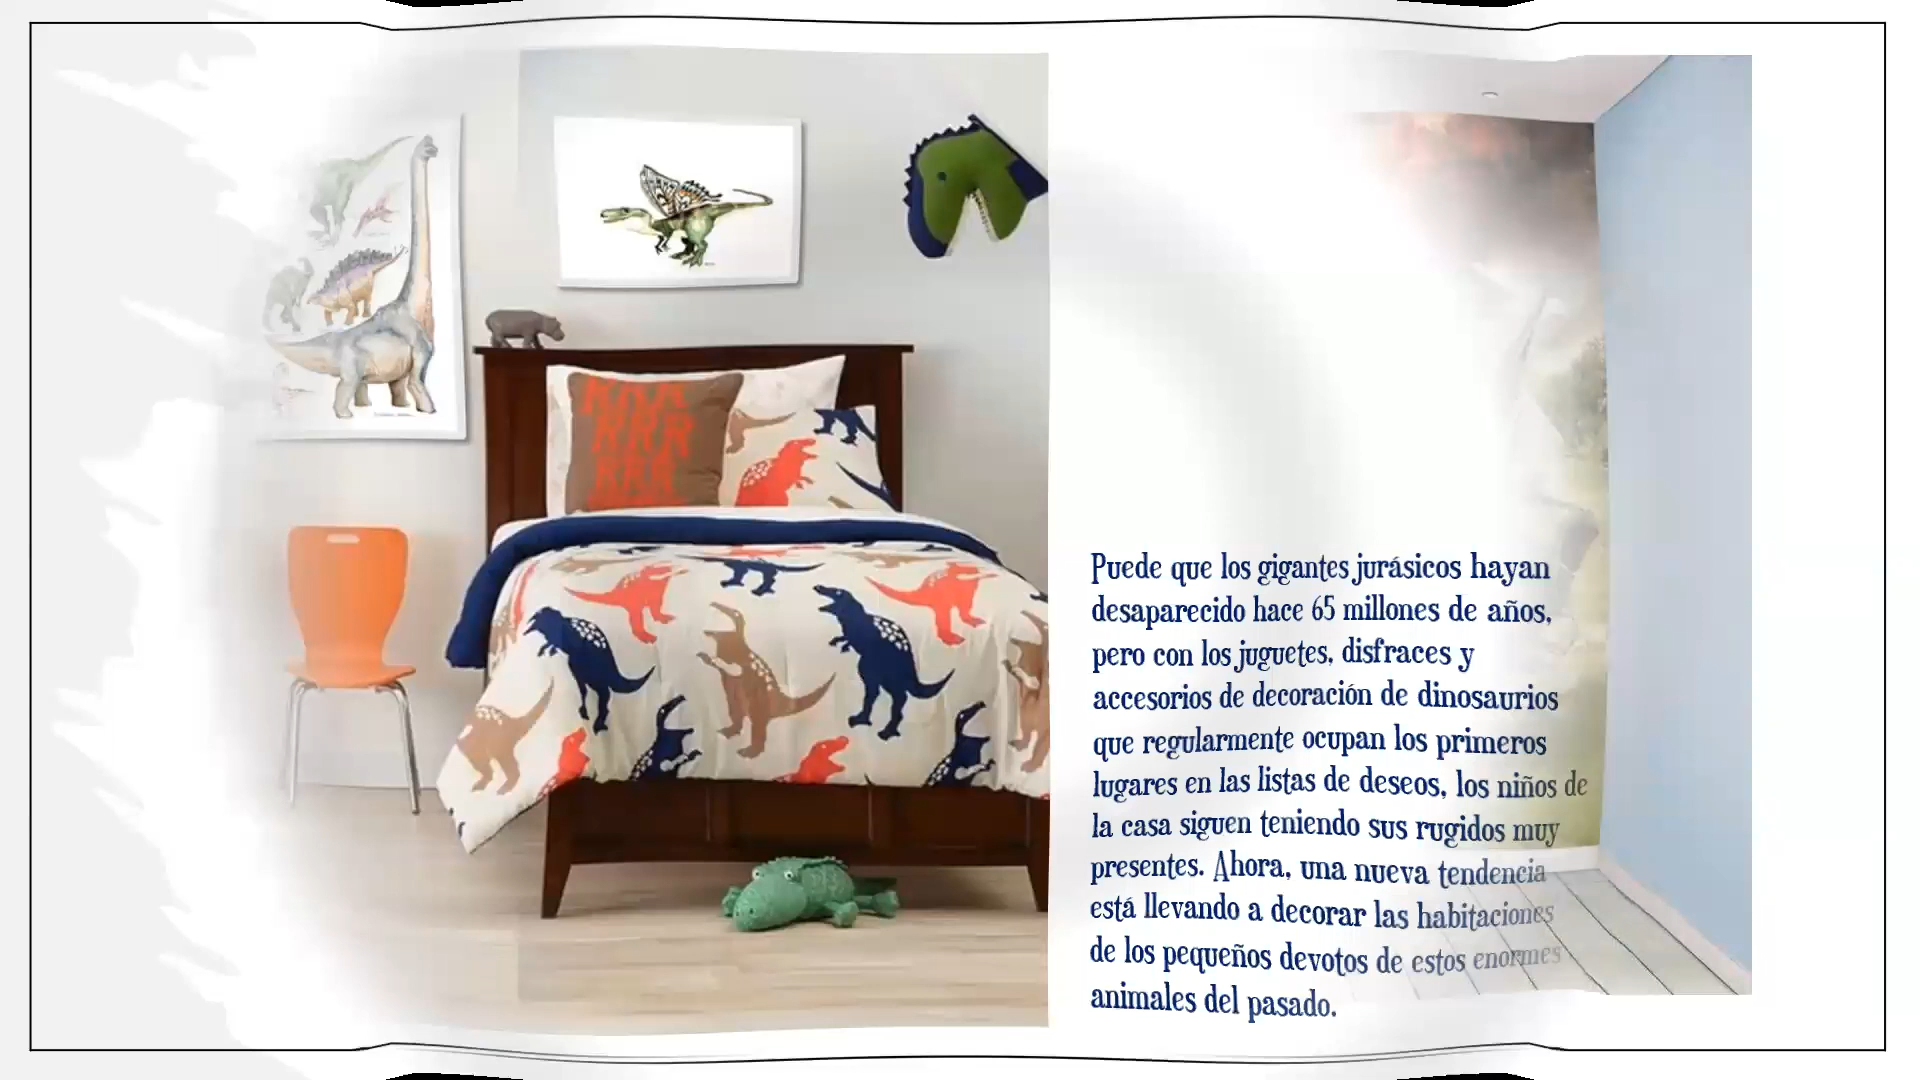 RRR
RRR
RRR
Puede que los gigantes jurásicos hayan
desaparecido hace 65 millones de años,
pero con los juguetes, disfraces y
accesorios de decoración de dinosaurios
que regularmente ocupan los primeros
lugares en las listas de deseos, los niños de
la casa siguen teniendo sus rugidos muy
presentes. Ahora, una nueva tendencia
está llevando a decorar las habitaciones
de los pequeños devotos de estos enormes
animales del pasado.